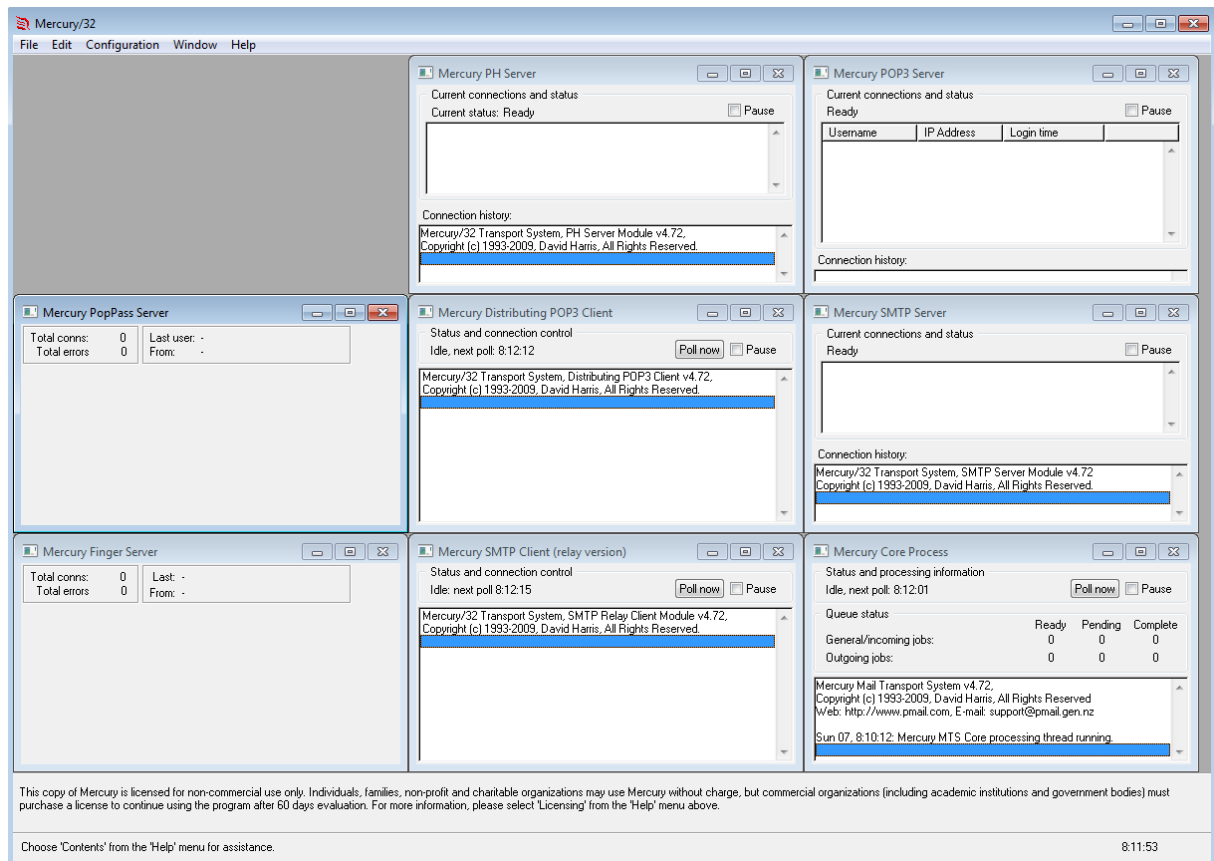 Mercury/32
File Edit Configuration Window Help
Mercury PH Server
Current connections and status
Current status: Ready
Pause
Connection history:
Mercury/32 Transport System, PH Server Module v4.72,
Copyright (c) 1993-2009, David Harris, All Rights Reserved.
Mercury POP3 Server
Current connections and status
Ready
Pause
Username IP Address Login time
Connection history:
Mercury PopPass Server
Total conns: 0
Total errors 0
Last user: -
From: -
Mercury Distributing POP3 Client
Status and connection control
Idle, next poll: 8:12:12
Poll now
Pause
Mercury/32 Transport System, Distributing POP3 Client v4.72,
Copyright (c) 1993-2009, David Harris, All Rights Reserved.
Mercury SMTP Server
Current connections and status
Ready
Pause
Connection history:
Mercury/32 Transport System, SMTP Server Module v4.72
Copyright (c) 1993-2009, David Harris, All Rights Reserved.
Mercury Finger Server
Total conns: 0
Total errors 0
Last: -
From: -
Mercury SMTP Client (relay version)
Status and connection control
Idle: next poll 8:12:15
Poll now
Pause
Mercury/32 Transport System, SMTP Relay Client Module v4.72,
Copyright (c) 1993-2009, David Harris, All Rights Reserved.
Mercury Core Process
Status and processing information
Idle, next poll: 8:12:01
Poll now
Pause
Queue status
Ready Pending Complete
General/incoming jobs: 0 0 0
Outgoing jobs: 0 0 0
Mercury Mail Transport System v4.72,
Copyright (c) 1993-2009, David Harris, All Rights Reserved
Web: http://www.pmail.com, E-mail: support@pmail.gen.nz
Sun 07, 8:10:12: Mercury MTS Core processing thread running.
This copy of Mercury is licensed for non-commercial use only. Individuals, families, non-profit and charitable organizations may use Mercury without charge, but commercial organizations (including academic institutions and government bodies) must
purchase a license to continue using the program after 60 days evaluation. For more information, please select 'Licensing' from the 'Help' menu above.
Choose 'Contents' from the 'Help' menu for assistance.
8:11:53